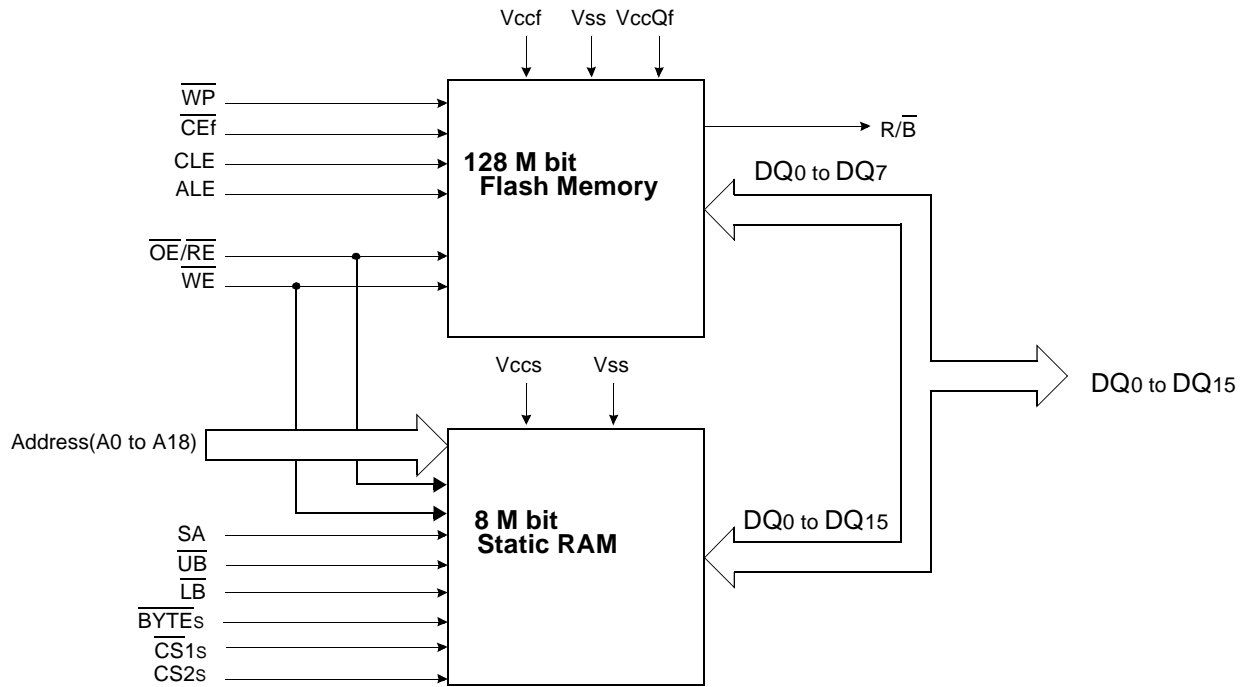 Vccf Vss VccQf
WP
CEf
CLE
ALE
OE/RE
WE
128 M bit
Flash Memory
R/B
DQ0 to DQ7
Vccs Vss
DQ0 to DQ15
Address(A0 to A18)
8 M bit
Static RAM
DQ0 to DQ15
SA
UB
LB
BYTEs
CS1s
CS2s